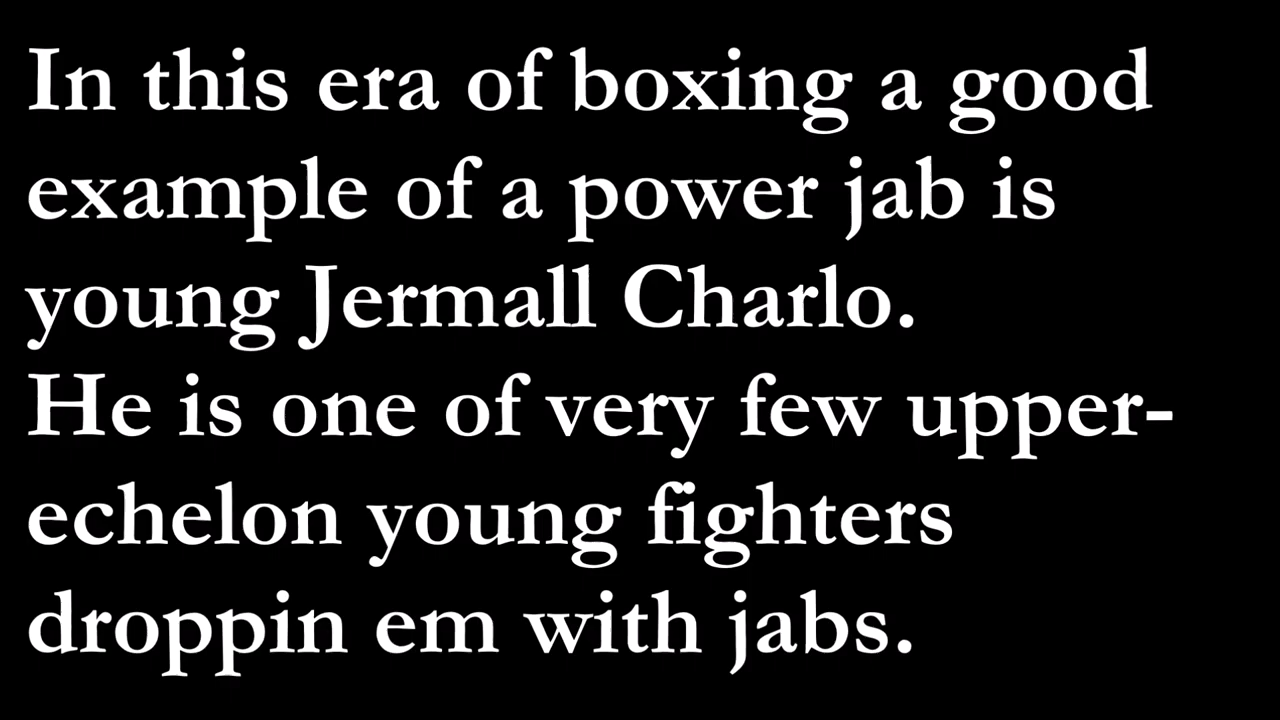 In this era of boxing a good
example of a power jab is
young Jermall Charlo.
He is one of very few upper-
echelon young fighters
droppin em with jabs.